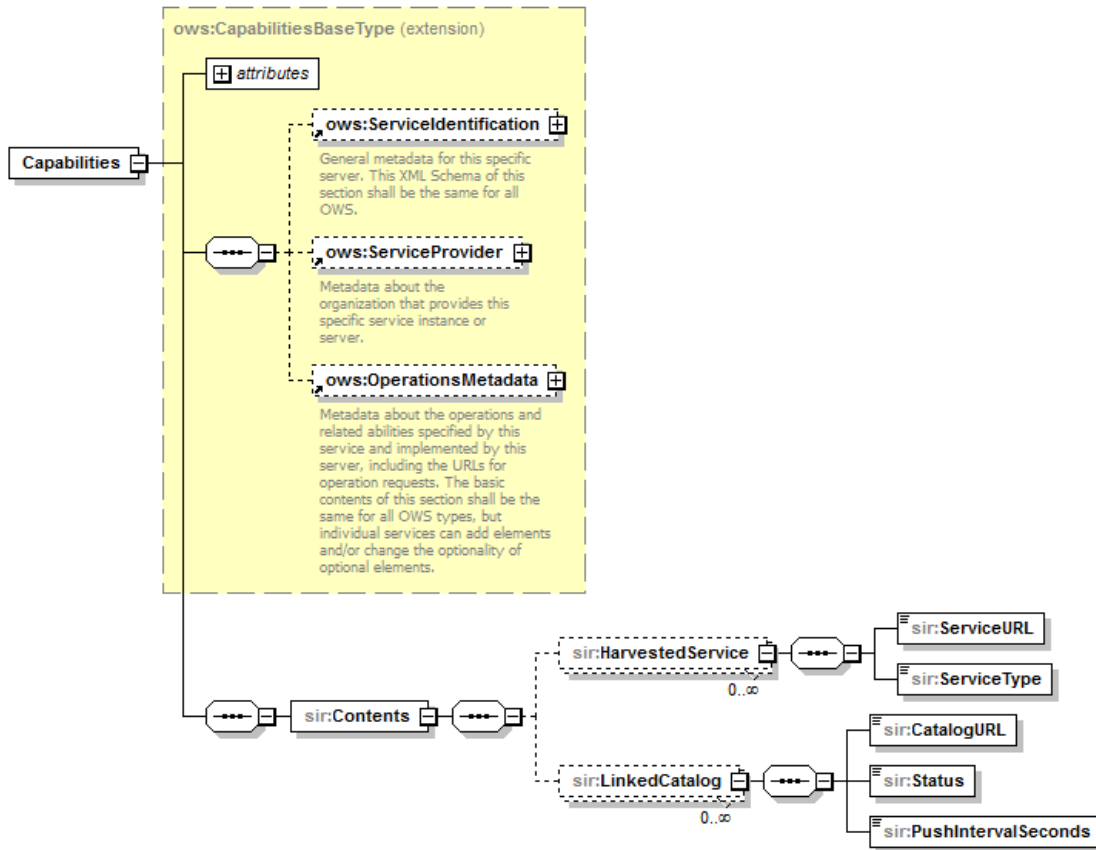 ows:CapabilitiesBaseType (extension)
attributes
ows:ServiceIdentification
General metadata for this specific
server. This XML Schema of this
section shall be the same for all
OWS.
Capabilities
ows:ServiceProvider
Metadata about the
organization that provides this
specific service instance or
server.
ows:OperationsMetadata
Metadata about the operations and
related abilities specified by this
service and implemented by this
server, including the URLs for
operation requests. The basic
contents of this section shall be the
same for all OWS types, but
individual services can add elements
and/or change the optionality of
optional elements.
sir:Contents
sir:HarvestedService
0..∞
sir:ServiceURL
sir:ServiceType
sir:LinkedCatalog
0..∞
sir:CatalogURL
sir:Status
sir:PushIntervalSeconds